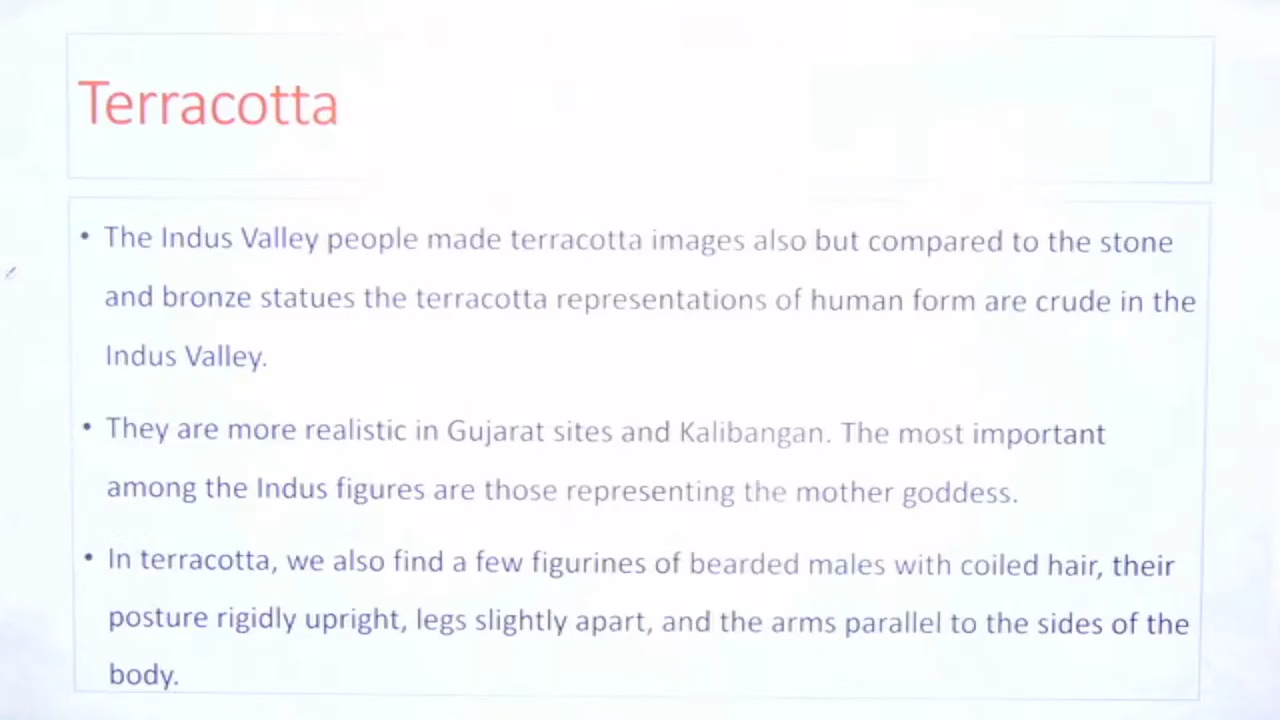 Terracotta
• The Indus Valley people made terracotta images also but compared to the stone
and bronze statues the terracotta representations of human form are crude in the
Indus Valley.
• They are more realistic in Gujarat sites and Kalibangan. The most important
among the Indus figures are those representing the mother goddess.
• In terracotta, we also find a few figurines of bearded males with coiled hair, their
posture rigidly upright, legs slightly apart, and the arms parallel to the sides of the
body.